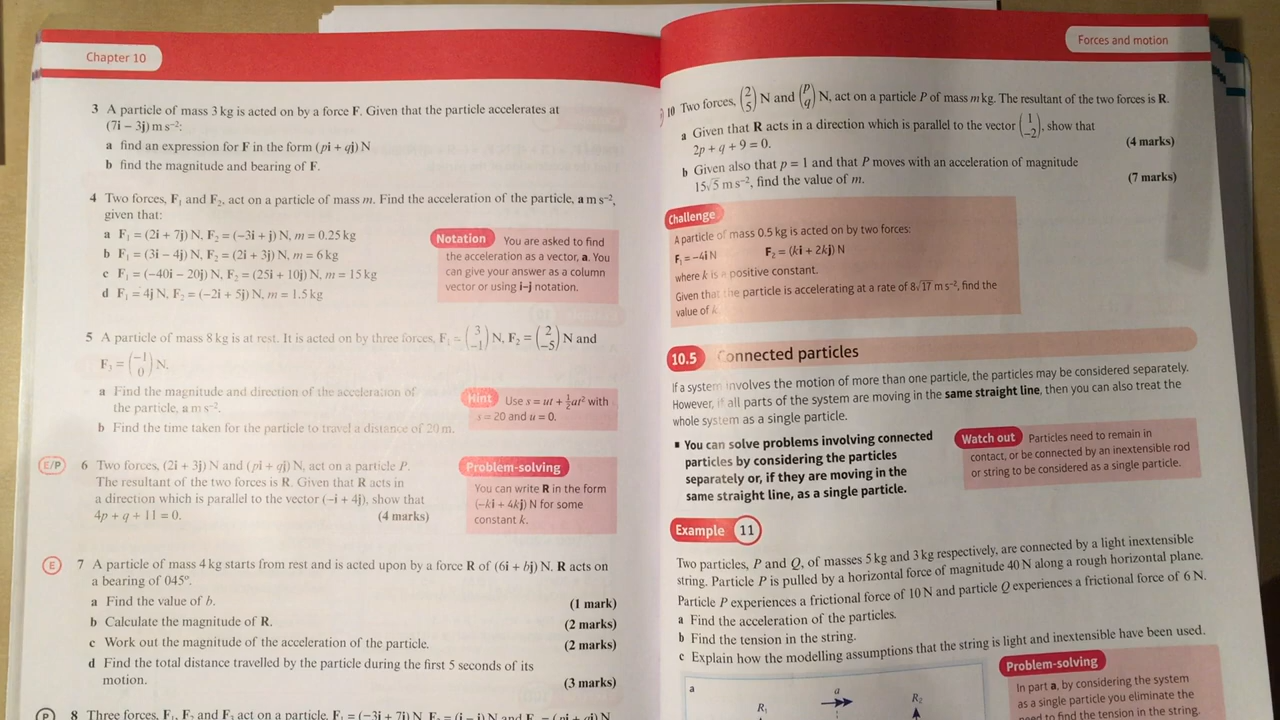 Chapter 10
3 A particle of mass 3 kg is acted on by a force F. Given that the particle accelerates at
(7i – 3j) m s⁻²:
a find an expression for F in the form (pi + qj) N
b find the magnitude and bearing of F.
4 Two forces, F₁ and F₂, act on a particle of mass m. Find the acceleration of the particle, a m s⁻²,
given that:
a F₁ = (2i + 7j) N, F₂ = (–3i + j) N, m = 0.25 kg
b F₁ = (3i – 4j) N, F₂ = (2i + 3j) N, m = 6 kg
c F₁ = (–40i – 20j) N, F₂ = (25i + 10j) N, m = 15 kg
d F₁ = 4j N, F₂ = (–2i + 5j) N, m = 1.5 kg
Notation You are asked to find
the acceleration as a vector, a. You
can give your answer as a column
vector or using i–j notation.
5 A particle of mass 8 kg is at rest. It is acted on by three forces, F₁ = (3 –1) N, F₂ = (2 –5) N and
F₃ = (–1 0) N.
a Find the magnitude and direction of the acceleration of
the particle, a m s⁻².
b Find the time taken for the particle to travel a distance of 20 m.
Hint Use s = ut + ½at² with
s = 20 and u = 0.
E/P 6 Two forces, (2i + 3j) N and (pi + qj) N, act on a particle P.
The resultant of the two forces is R. Given that R acts in
a direction which is parallel to the vector (–i + 4j), show that
4p + q + 11 = 0. (4 marks)
Problem-solving
You can write R in the form
(–ki + 4kj) N for some
constant k.
E 7 A particle of mass 4 kg starts from rest and is acted upon by a force R of (6i + bj) N. R acts on
a bearing of 045°.
a Find the value of b. (1 mark)
b Calculate the magnitude of R. (2 marks)
c Work out the magnitude of the acceleration of the particle. (2 marks)
d Find the total distance travelled by the particle during the first 5 seconds of its
motion. (3 marks)
P 8 Three forces, F₁, F₂ and F₃ act on a particle. F₁ = (–3i + 7j) N, F₂ = (i – j) N and F₃ = (pi + qj) N.
Forces and motion
10 Two forces, (2 5) N and (p q) N, act on a particle P of mass m kg. The resultant of the two forces is R.
a Given that R acts in a direction which is parallel to the vector (1 –2), show that
2p + q + 9 = 0. (4 marks)
b Given also that p = 1 and that P moves with an acceleration of magnitude
15√5 m s⁻², find the value of m. (7 marks)
Challenge
A particle of mass 0.5 kg is acted on by two forces:
F₁ = –4i N F₂ = (ki + 2kj) N
where k is a positive constant.
Given that the particle is accelerating at a rate of 8√17 m s⁻², find the
value of k.
10.5 Connected particles
If a system involves the motion of more than one particle, the particles may be considered separately.
However, if all parts of the system are moving in the same straight line, then you can also treat the
whole system as a single particle.
▪ You can solve problems involving connected
particles by considering the particles
separately or, if they are moving in the
same straight line, as a single particle.
Watch out Particles need to remain in
contact, or be connected by an inextensible rod
or string to be considered as a single particle.
Example 11
Two particles, P and Q, of masses 5 kg and 3 kg respectively, are connected by a light inextensible
string. Particle P is pulled by a horizontal force of magnitude 40 N along a rough horizontal plane.
Particle P experiences a frictional force of 10 N and particle Q experiences a frictional force of 6 N.
a Find the acceleration of the particles.
b Find the tension in the string.
c Explain how the modelling assumptions that the string is light and inextensible have been used.
a
a
R₁
R₂
Problem-solving
In part a, by considering the system
as a single particle you eliminate the
need to find the tension in the string.